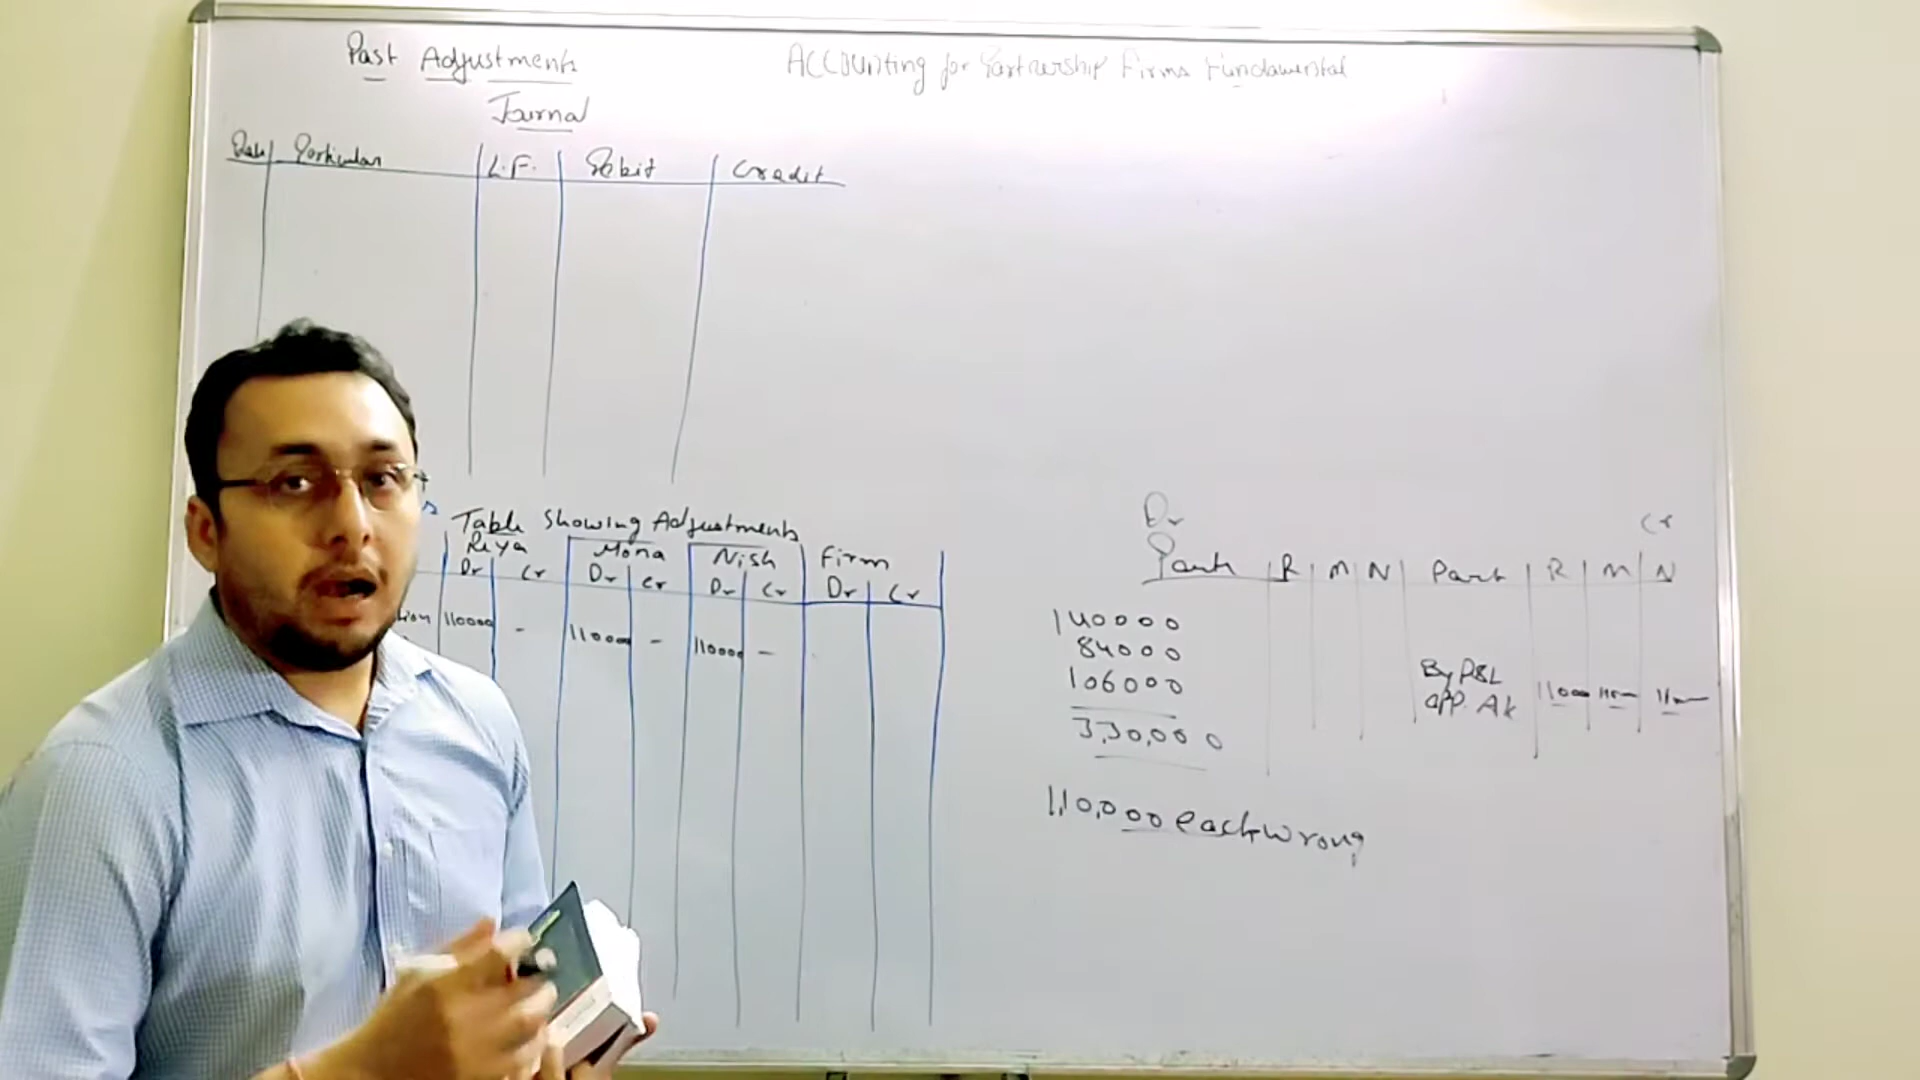 Past Adjustments
Accounting for Partnership Firms Fundamental
Journal
Date Particular L.F. Debit Credit
Table Showing Adjustments
Riya Mona Nish Firm
Dr Cr Dr Cr Dr Cr Dr Cr
110000 - 110000 - 110000 -
Dr Cr
Part R M N Part R M N
140000
84000
106000
3,30,000
By P&L
App. A/c 11000
1,10,000 each wrong